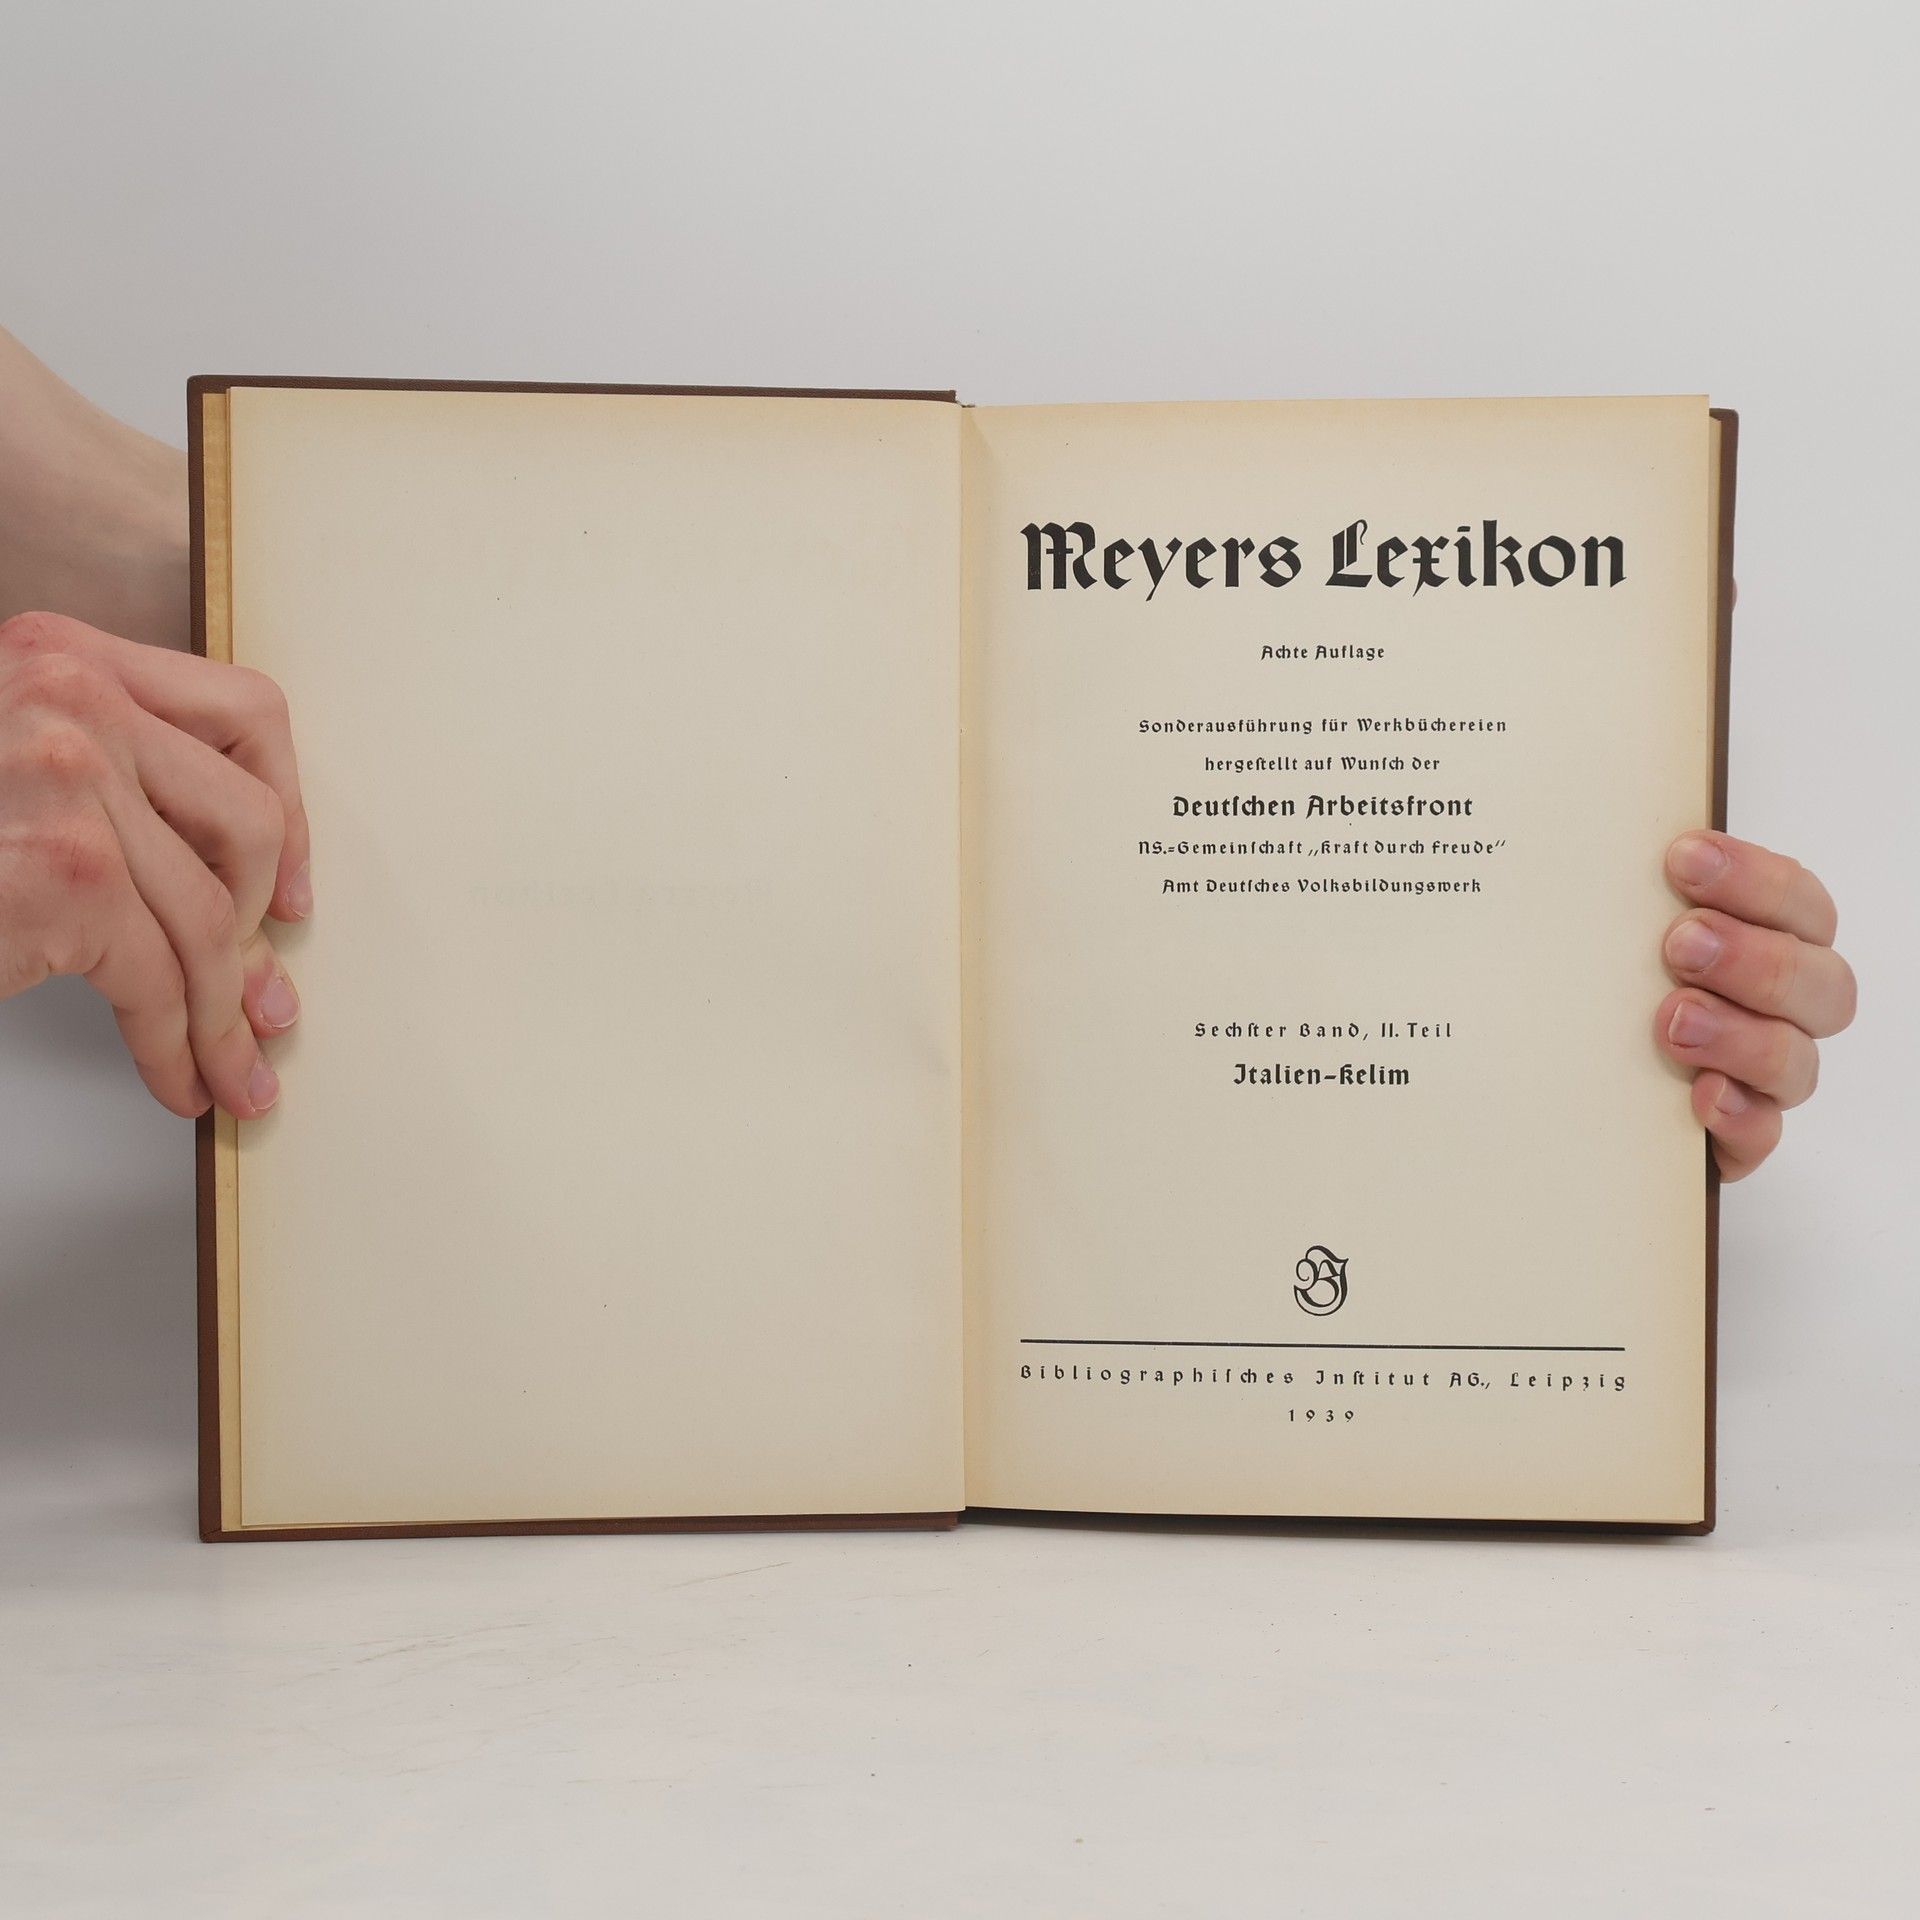 Meyers Lexikon
Achte Auflage
Sonderausführung für Werkbüchereien
hergeſtellt auf Wunſch der
Deutſchen Arbeitsfront
NS.=Gemeinſchaft „Kraft durch Freude“
Amt Deutſches Volksbildungswerk
Sechſter Band, II. Teil
Italien-Kelim
BI
Bibliographiſches Inſtitut AG., Leipzig
1939